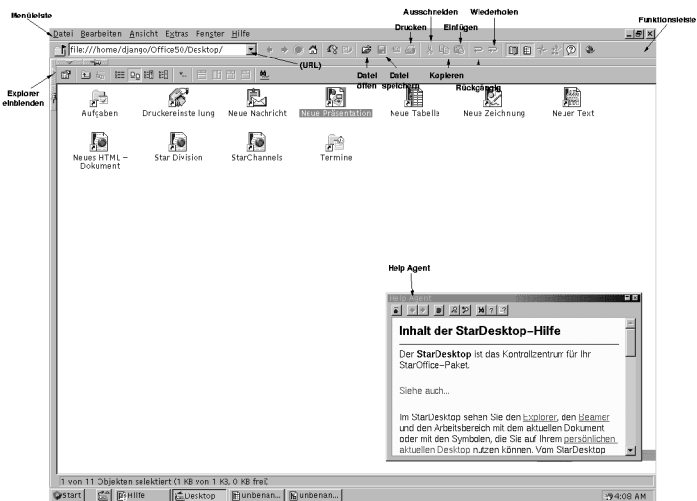 Menüleiste
Ausschneiden
Wiederholen
Drucken
Einfügen
Funktionsleiste
Datei Bearbeiten Ansicht Extras Fenster Hilfe
file:///home/django/Office50/Desktop/
(URL)
Datei öffnen
Datei speichern
Kopieren
Rückgängig
Explorer
einblenden
Aufgaben
Druckereinstellung
Neue Nachricht
Neue Präsentation
Neue Tabelle
Neue Zeichnung
Neuer Text
Neues HTML –
Dokument
Star Division
StarChannels
Termine
Help Agent
Help Agent
Inhalt der StarDesktop–Hilfe
Der StarDesktop ist das Kontrollzentrum für Ihr
StarOffice–Paket.
Siehe auch...
Im StarDesktop sehen Sie den Explorer, den Beamer
und den Arbeitsbereich mit dem aktuellen Dokument
oder mit den Symbolen, die Sie auf Ihrem persönlichen
aktuellen Desktop nutzen können. Vom StarDesktop
1 von 11 Objekten selektiert (1 KB von 1 KB, 0 KB frei)
Start
Hilfe
Desktop
unbenan...
unbenan...
4:08 AM